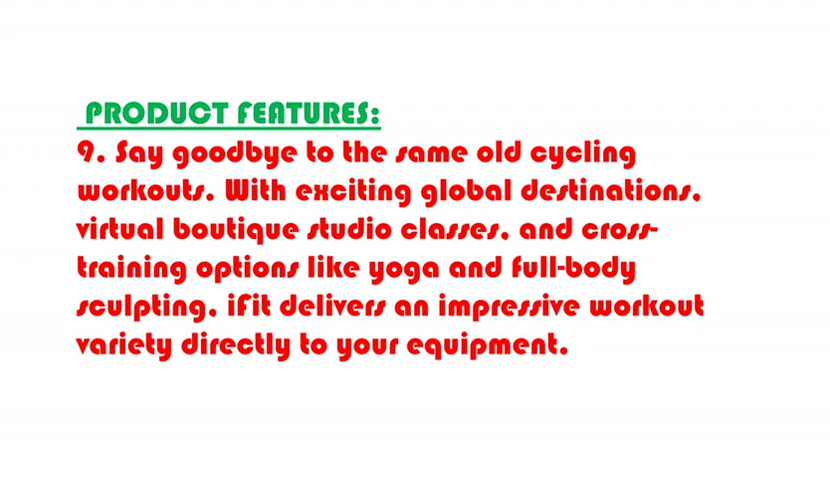 PRODUCT FEATURES:
9. Say goodbye to the same old cycling
workouts. With exciting global destinations,
virtual boutique studio classes, and cross-
training options like yoga and full-body
sculpting, iFit delivers an impressive workout
variety directly to your equipment.